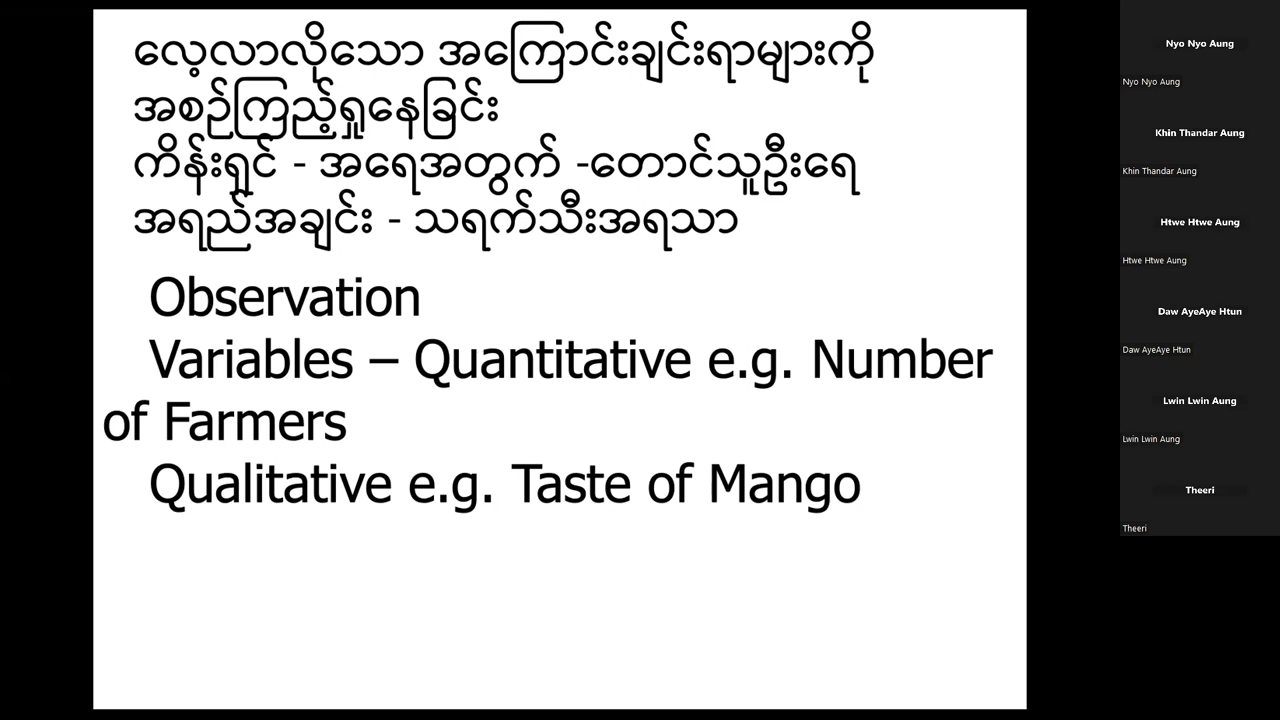 လေ့လာလိုသော အကြောင်းချင်းရာများကို
အစဉ်ကြည့်ရှုနေခြင်း
ကိန်းရှင် - အရေအတွက် -တောင်သူဦးရေ
အရည်အချင်း - သရက်သီးအရသာ
Observation
Variables – Quantitative e.g. Number
of Farmers
Qualitative e.g. Taste of Mango
Nyo Nyo Aung
Nyo Nyo Aung
Khin Thandar Aung
Khin Thandar Aung
Htwe Htwe Aung
Htwe Htwe Aung
Daw AyeAye Htun
Daw AyeAye Htun
Lwin Lwin Aung
Lwin Lwin Aung
Theeri
Theeri